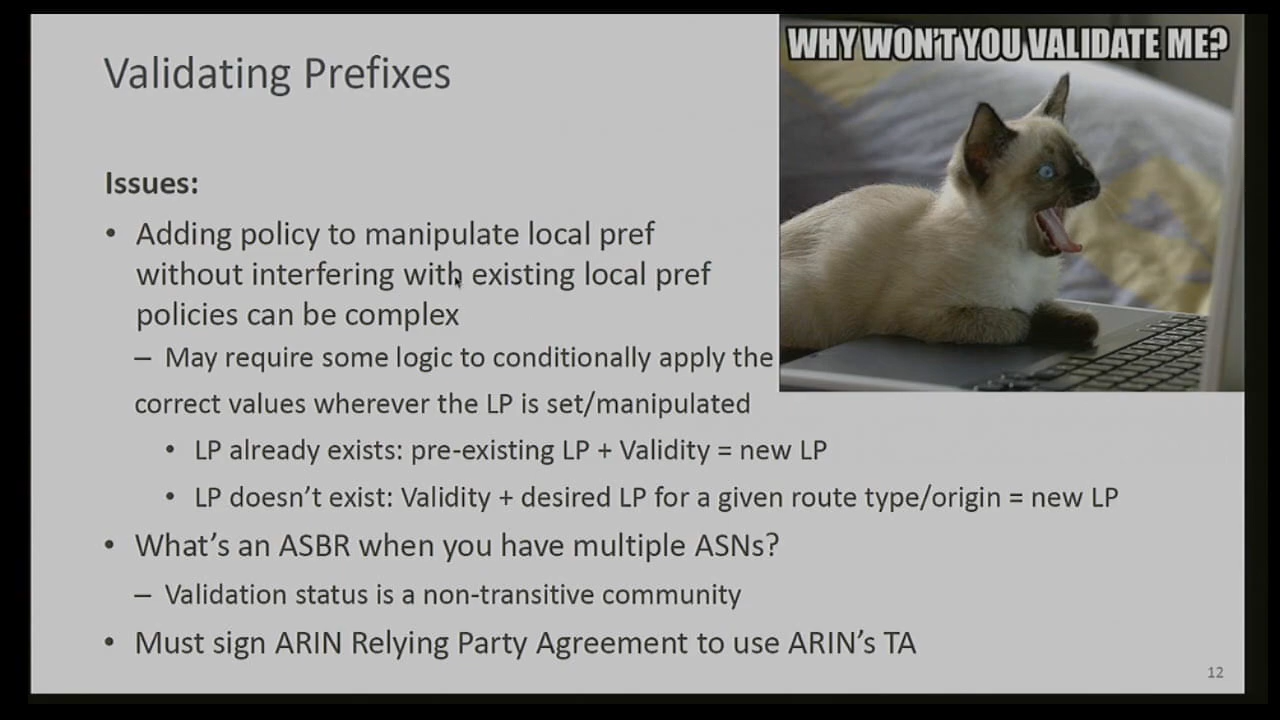 Validating Prefixes
WHY WON'T YOU VALIDATE ME?
Issues:
• Adding policy to manipulate local pref
without interfering with existing local pref
policies can be complex
– May require some logic to conditionally apply the
correct values wherever the LP is set/manipulated
• LP already exists: pre-existing LP + Validity = new LP
• LP doesn't exist: Validity + desired LP for a given route type/origin = new LP
• What's an ASBR when you have multiple ASNs?
– Validation status is a non-transitive community
• Must sign ARIN Relying Party Agreement to use ARIN's TA
12